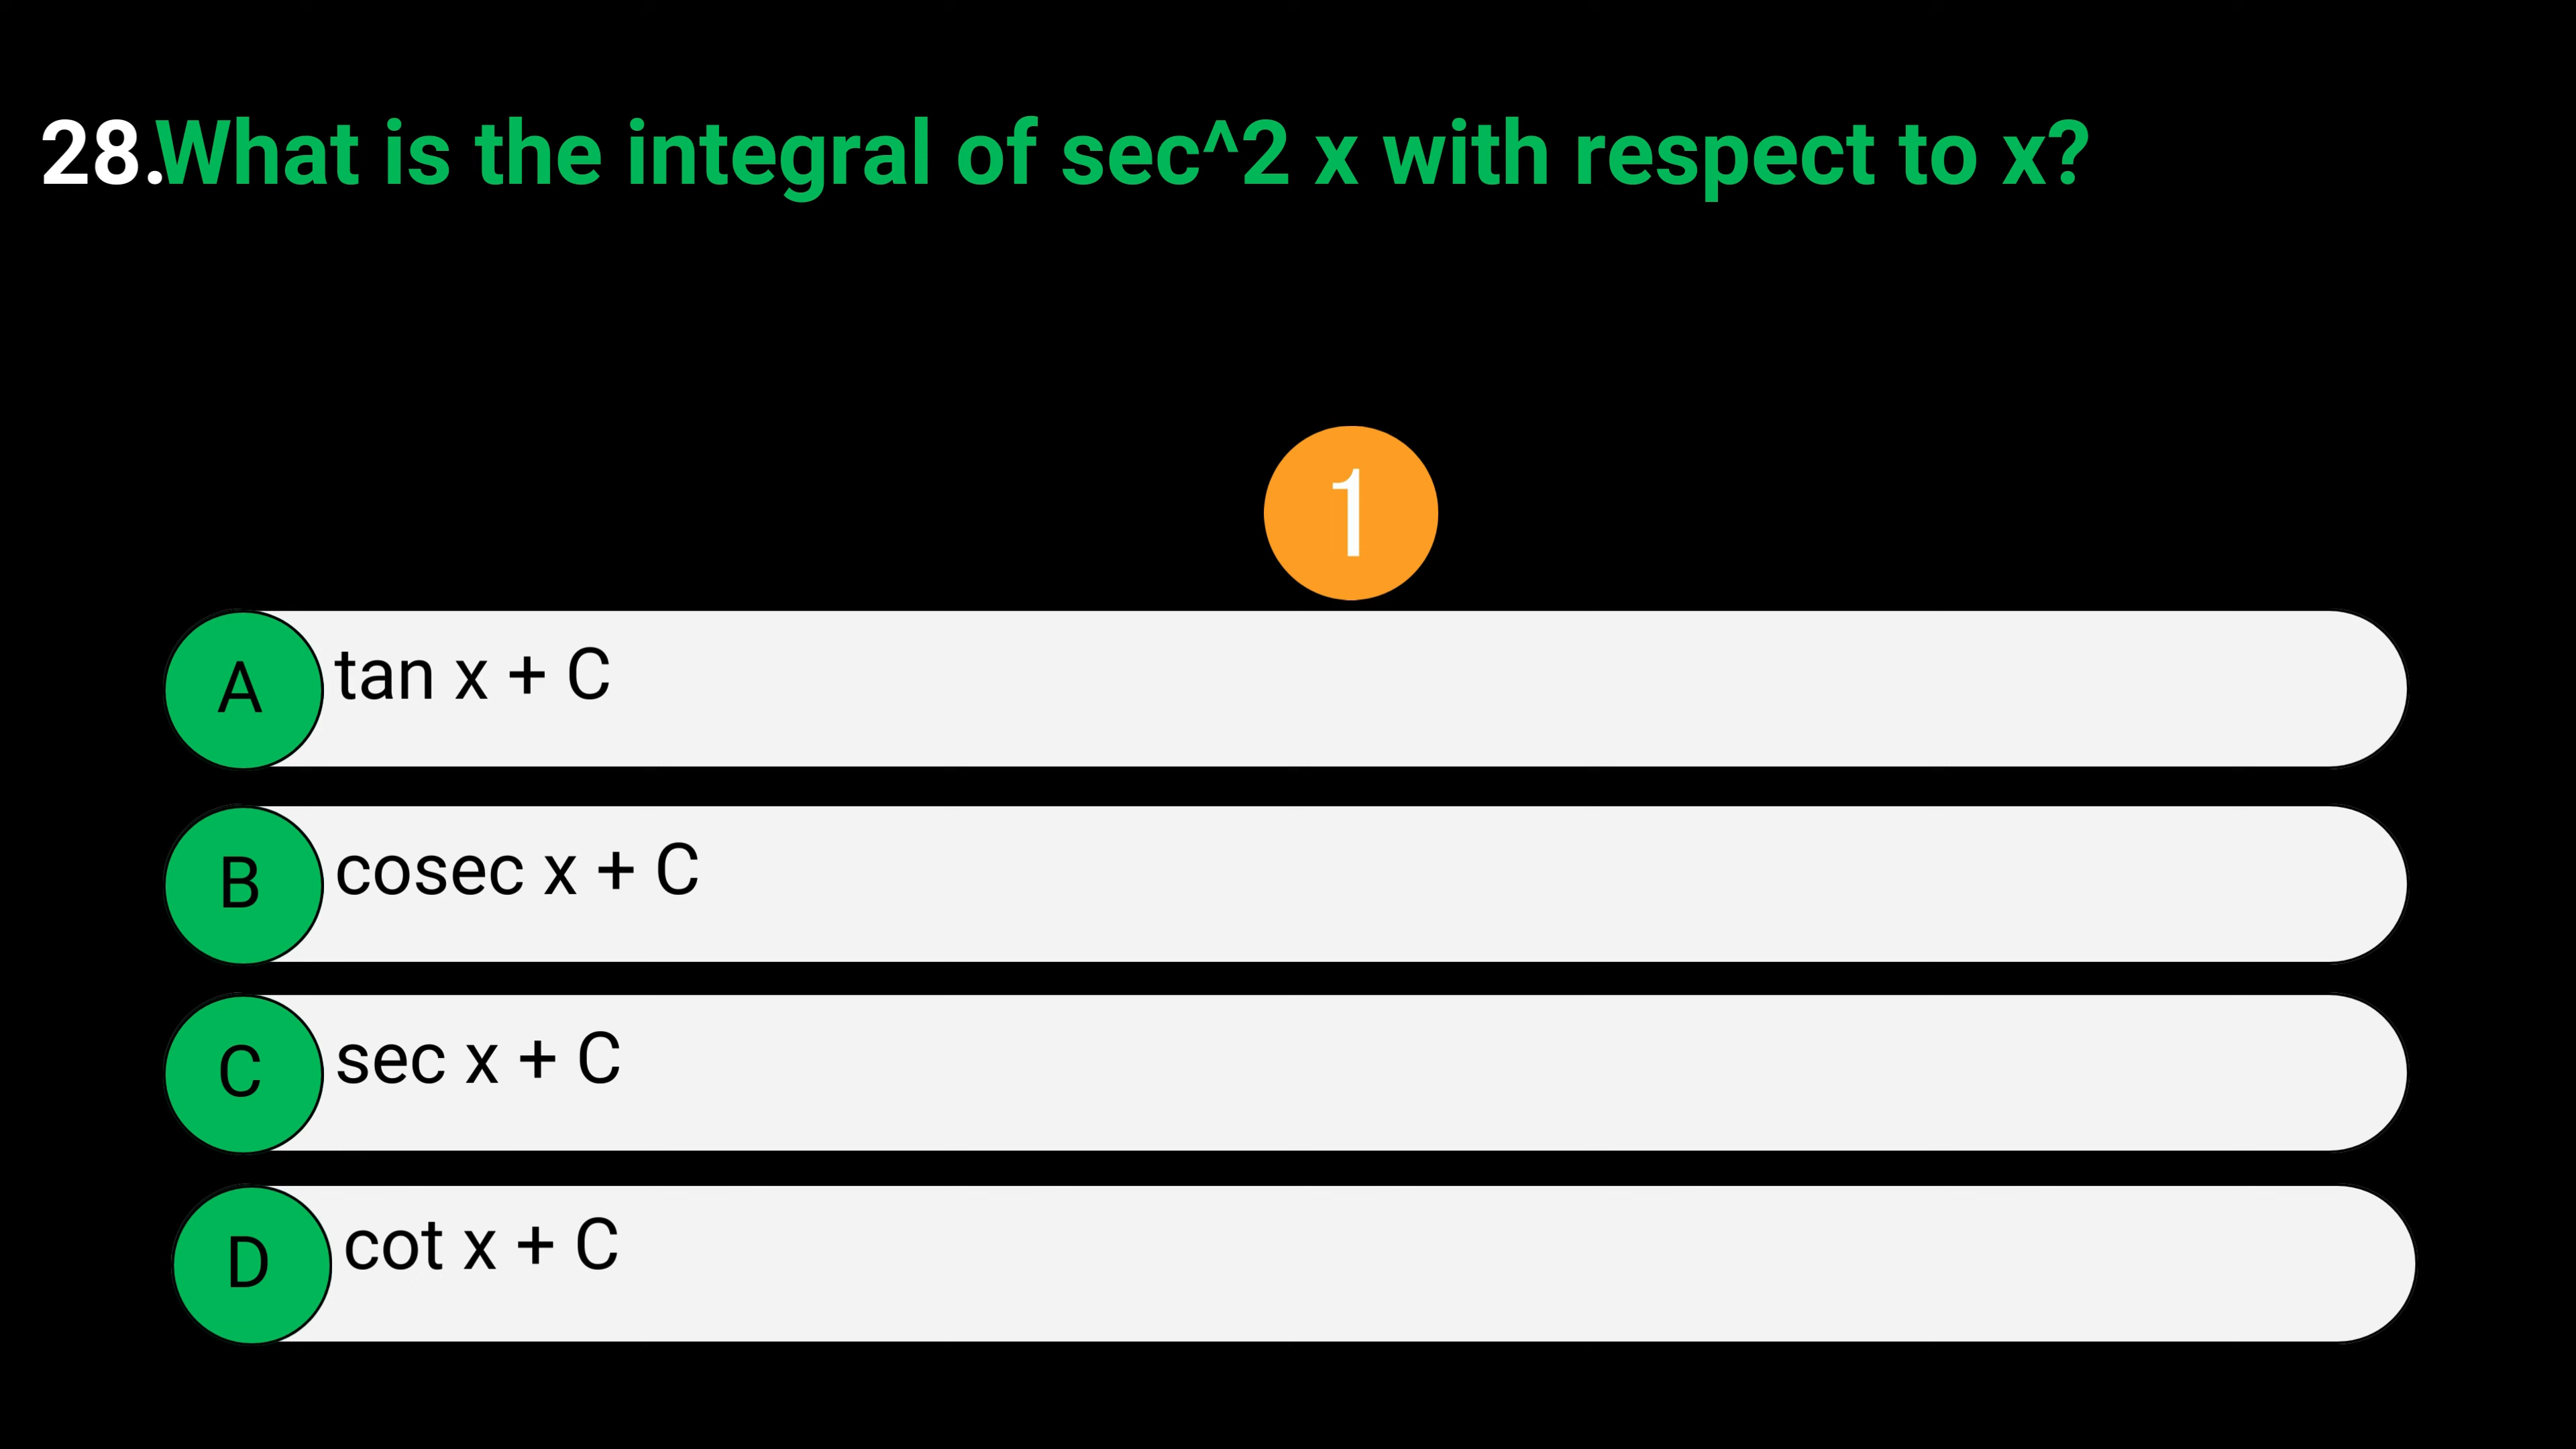 28.What is the integral of sec^2 x with respect to x?
1
A tan x + C
B cosec x + C
C sec x + C
D cot x + C